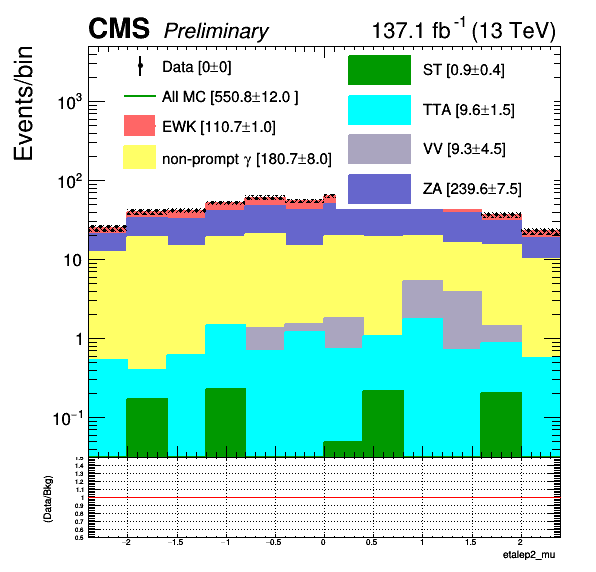 CMS Preliminary 137.1 fb⁻¹ (13 TeV)
Events/bin
Data [0±0]
All MC [550.8±12.0 ]
EWK [110.7±1.0]
non-prompt γ [180.7±8.0]
ST [0.9±0.4]
TTA [9.6±1.5]
VV [9.3±4.5]
ZA [239.6±7.5]
10³
10²
10
1
10⁻¹
(Data/Bkg)
1.5
1.4
1.3
1.2
1.1
1
0.9
0.8
0.7
0.6
0.5
−2 −1.5 −1 −0.5 0 0.5 1 1.5 2
etalep2_mu